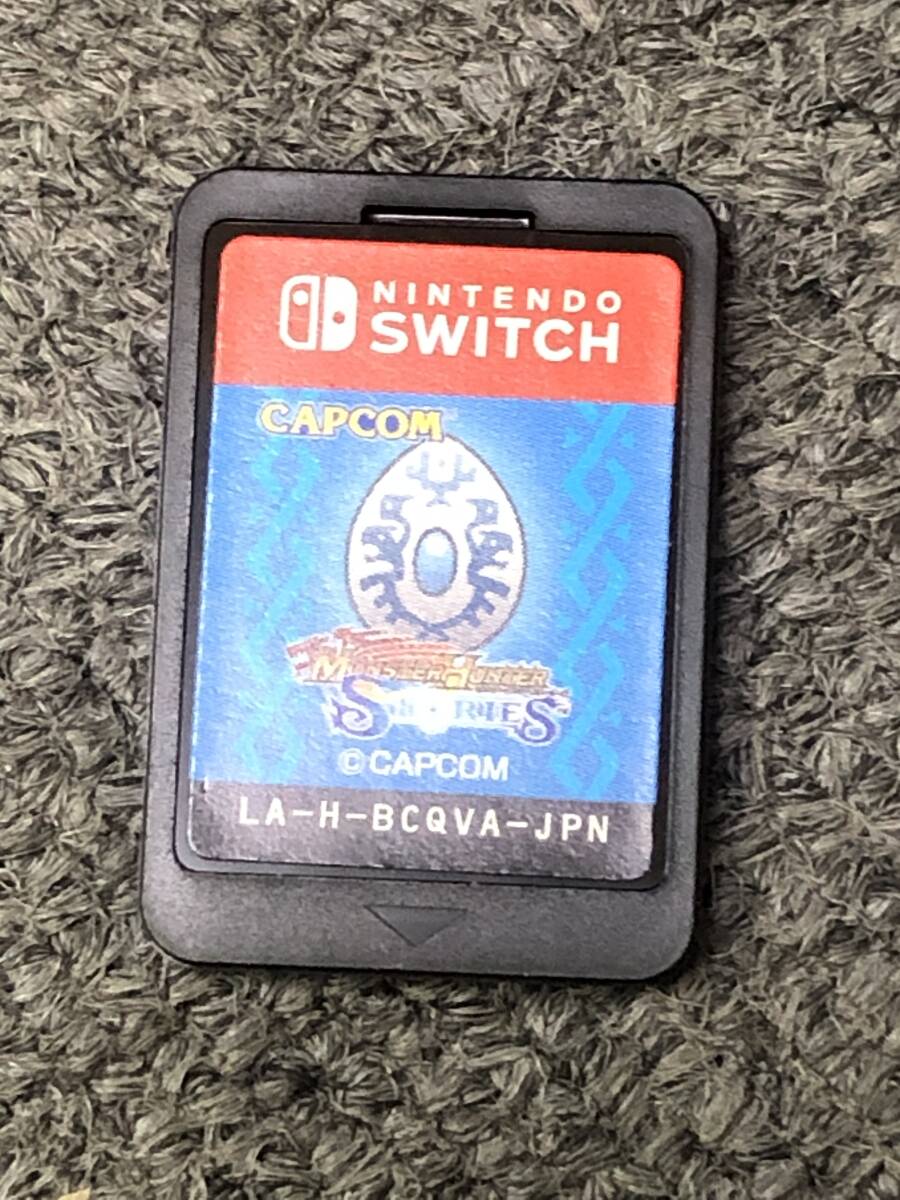 NINTENDO
SWITCH
CAPCOM
MONSTER HUNTER
STORIES
©CAPCOM
LA-H-BCQVA-JPN